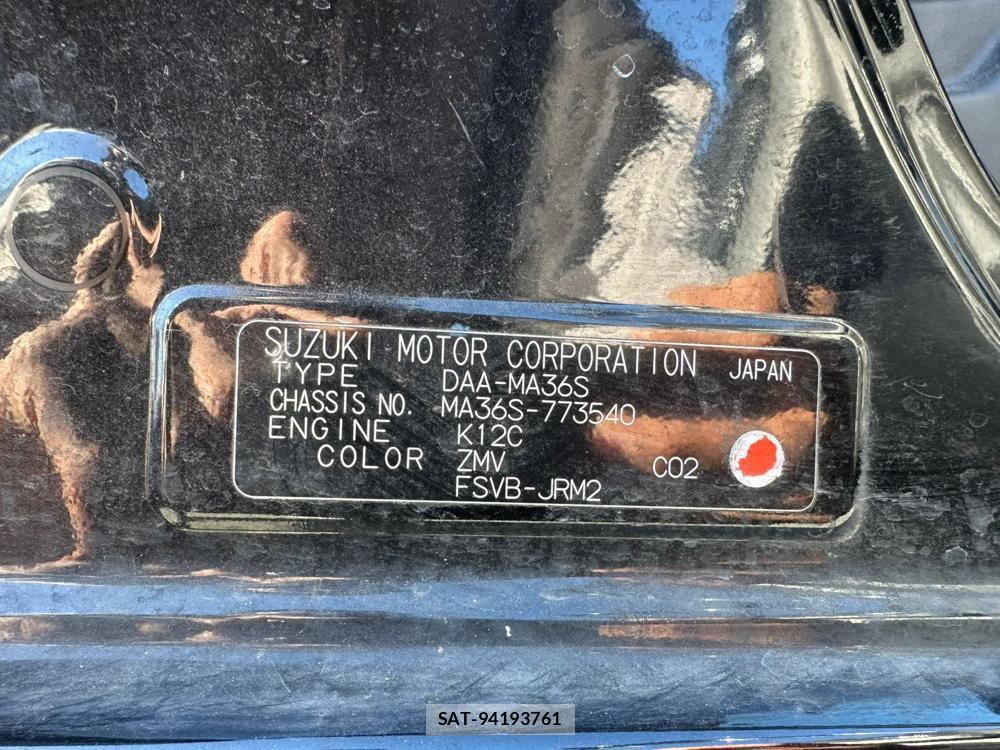 SUZUKI MOTOR CORPORATION JAPAN
TYPE DAA-MA36S
CHASSIS NO. MA36S-773540
ENGINE K12C
COLOR ZMV CO2
FSVB-JRM2
SAT-94193761